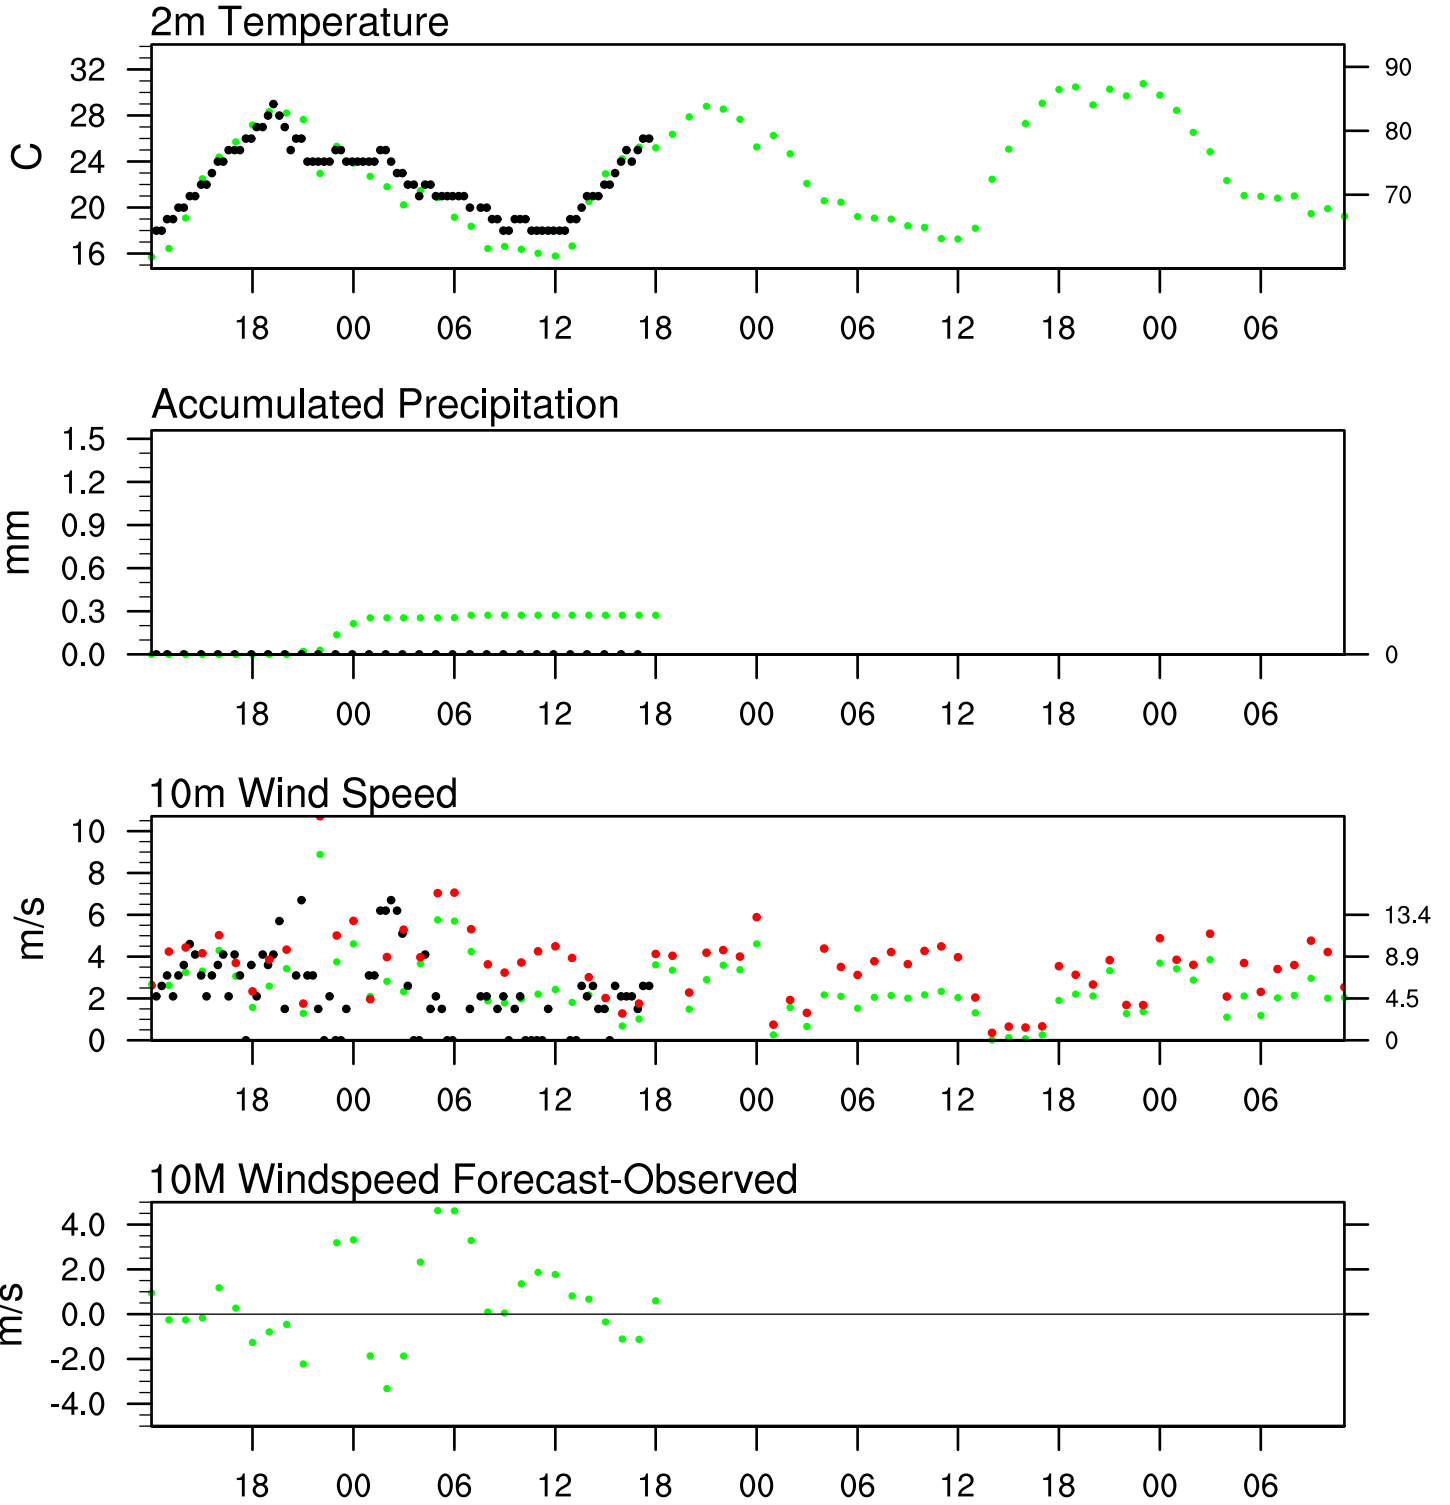 2m Temperature
C
32
28
24
20
16
90
80
70
18 00 06 12 18 00 06 12 18 00 06
Accumulated Precipitation
mm
1.5
1.2
0.9
0.6
0.3
0.0
0
18 00 06 12 18 00 06 12 18 00 06
10m Wind Speed
m/s
10
8
6
4
2
0
13.4
8.9
4.5
0
18 00 06 12 18 00 06 12 18 00 06
10M Windspeed Forecast-Observed
m/s
4.0
2.0
0.0
-2.0
-4.0
18 00 06 12 18 00 06 12 18 00 06